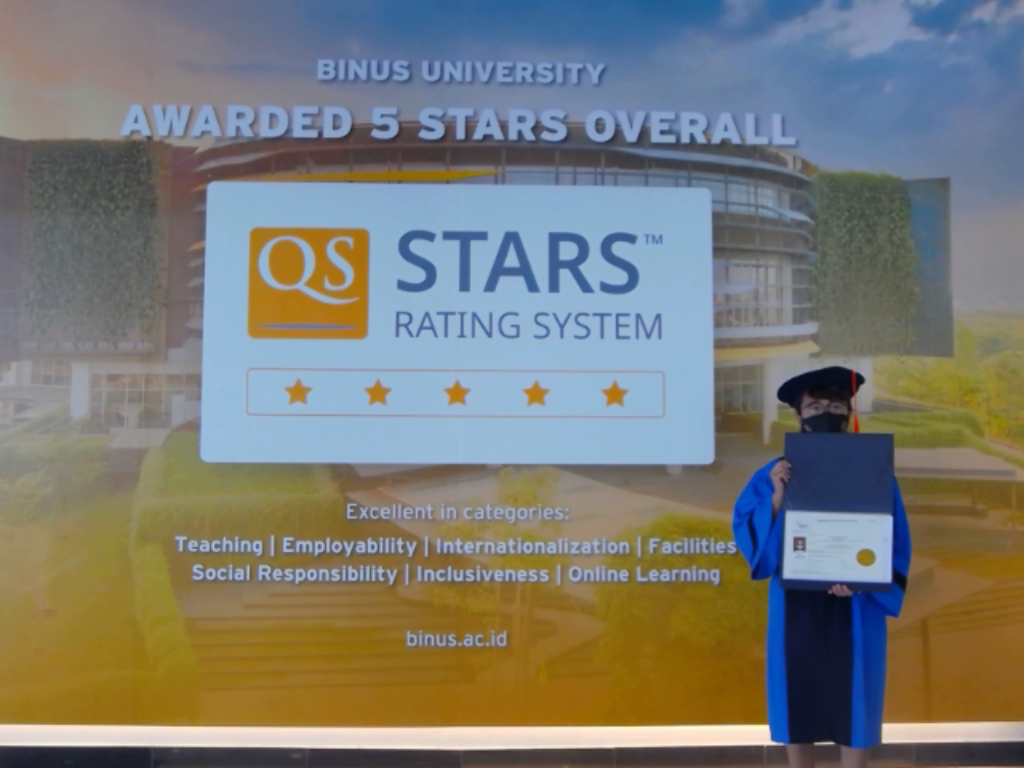 BINUS UNIVERSITY
AWARDED 5 STARS OVERALL
QS
STARS™
RATING SYSTEM
Excellent in categories:
Teaching | Employability | Internationalization | Facilities
Social Responsibility | Inclusiveness | Online Learning
binus.ac.id